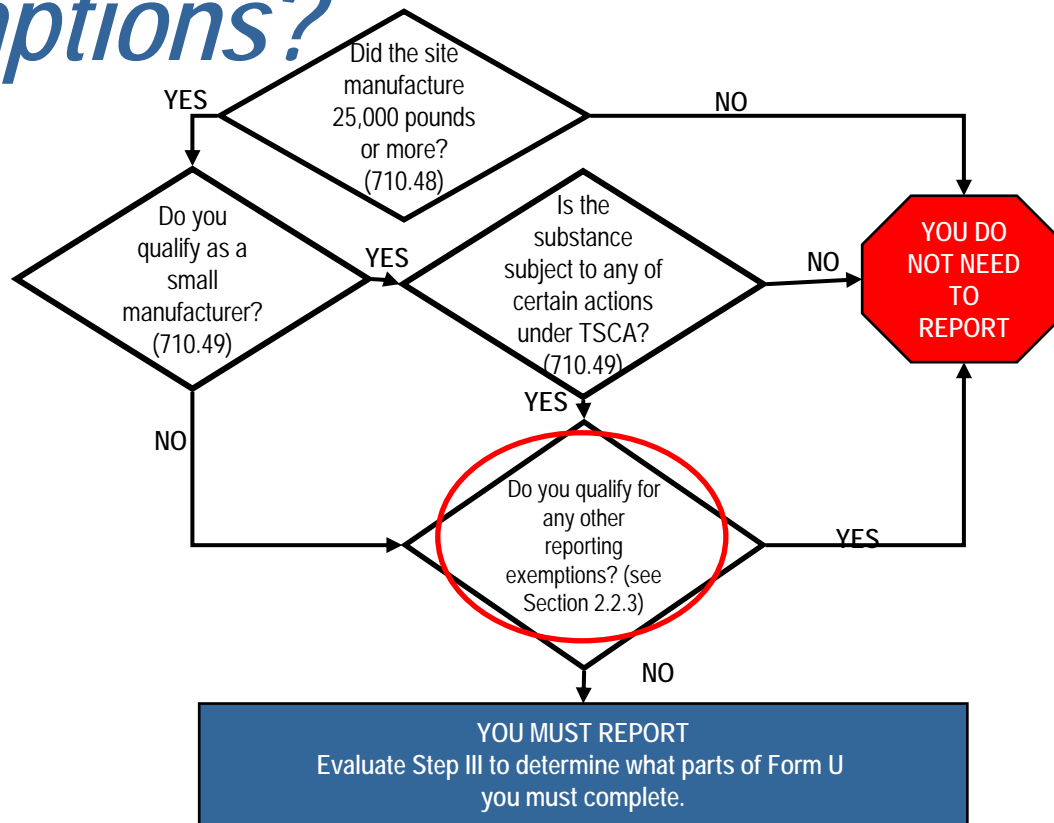 mptions?
Did the site
manufacture
25,000 pounds
or more?
(710.48)
YES
NO
Do you
qualify as a
small
manufacturer?
(710.49)
YES
Is the
substance
subject to any of
certain actions
under TSCA?
(710.49)
NO
YOU DO
NOT NEED
TO
REPORT
YES
NO
Do you qualify for
any other
reporting
exemptions? (see
Section 2.2.3)
YES
NO
YOU MUST REPORT
Evaluate Step III to determine what parts of Form U
you must complete.